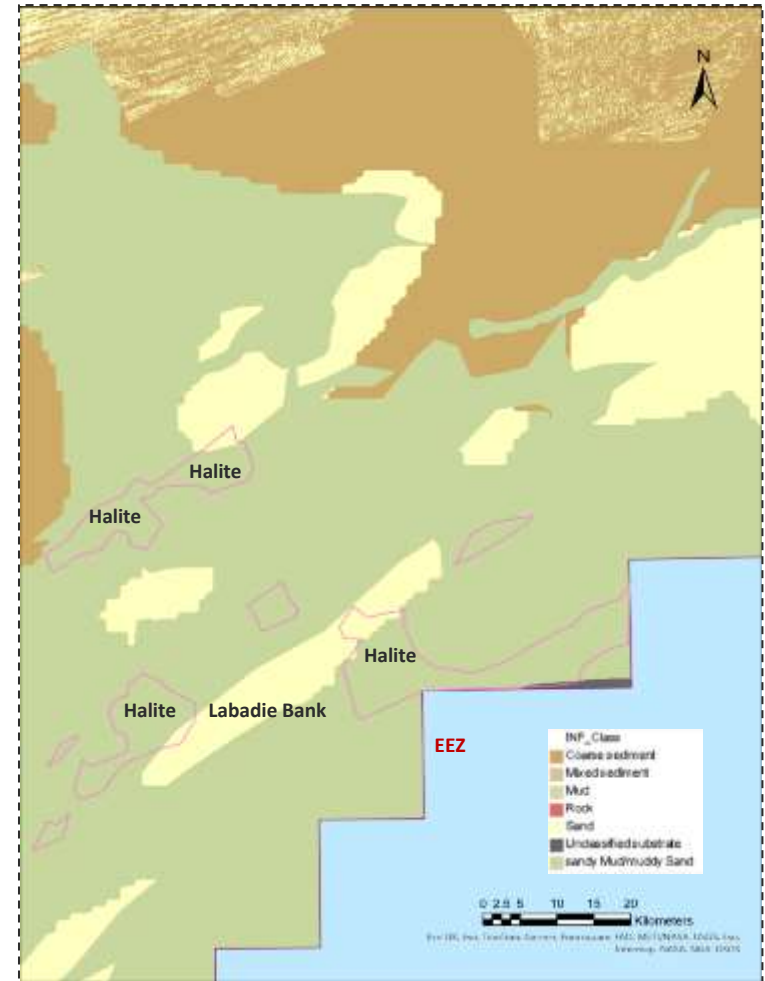 N
Halite
Halite
Halite
Halite
Labadie Bank
EEZ
INF_Class
Coarse sediment
Mixed sediment
Mud
Rock
Sand
Unclassified substrate
sandy Mud/muddy Sand
0 2.5 5 10 15 20
Kilometers